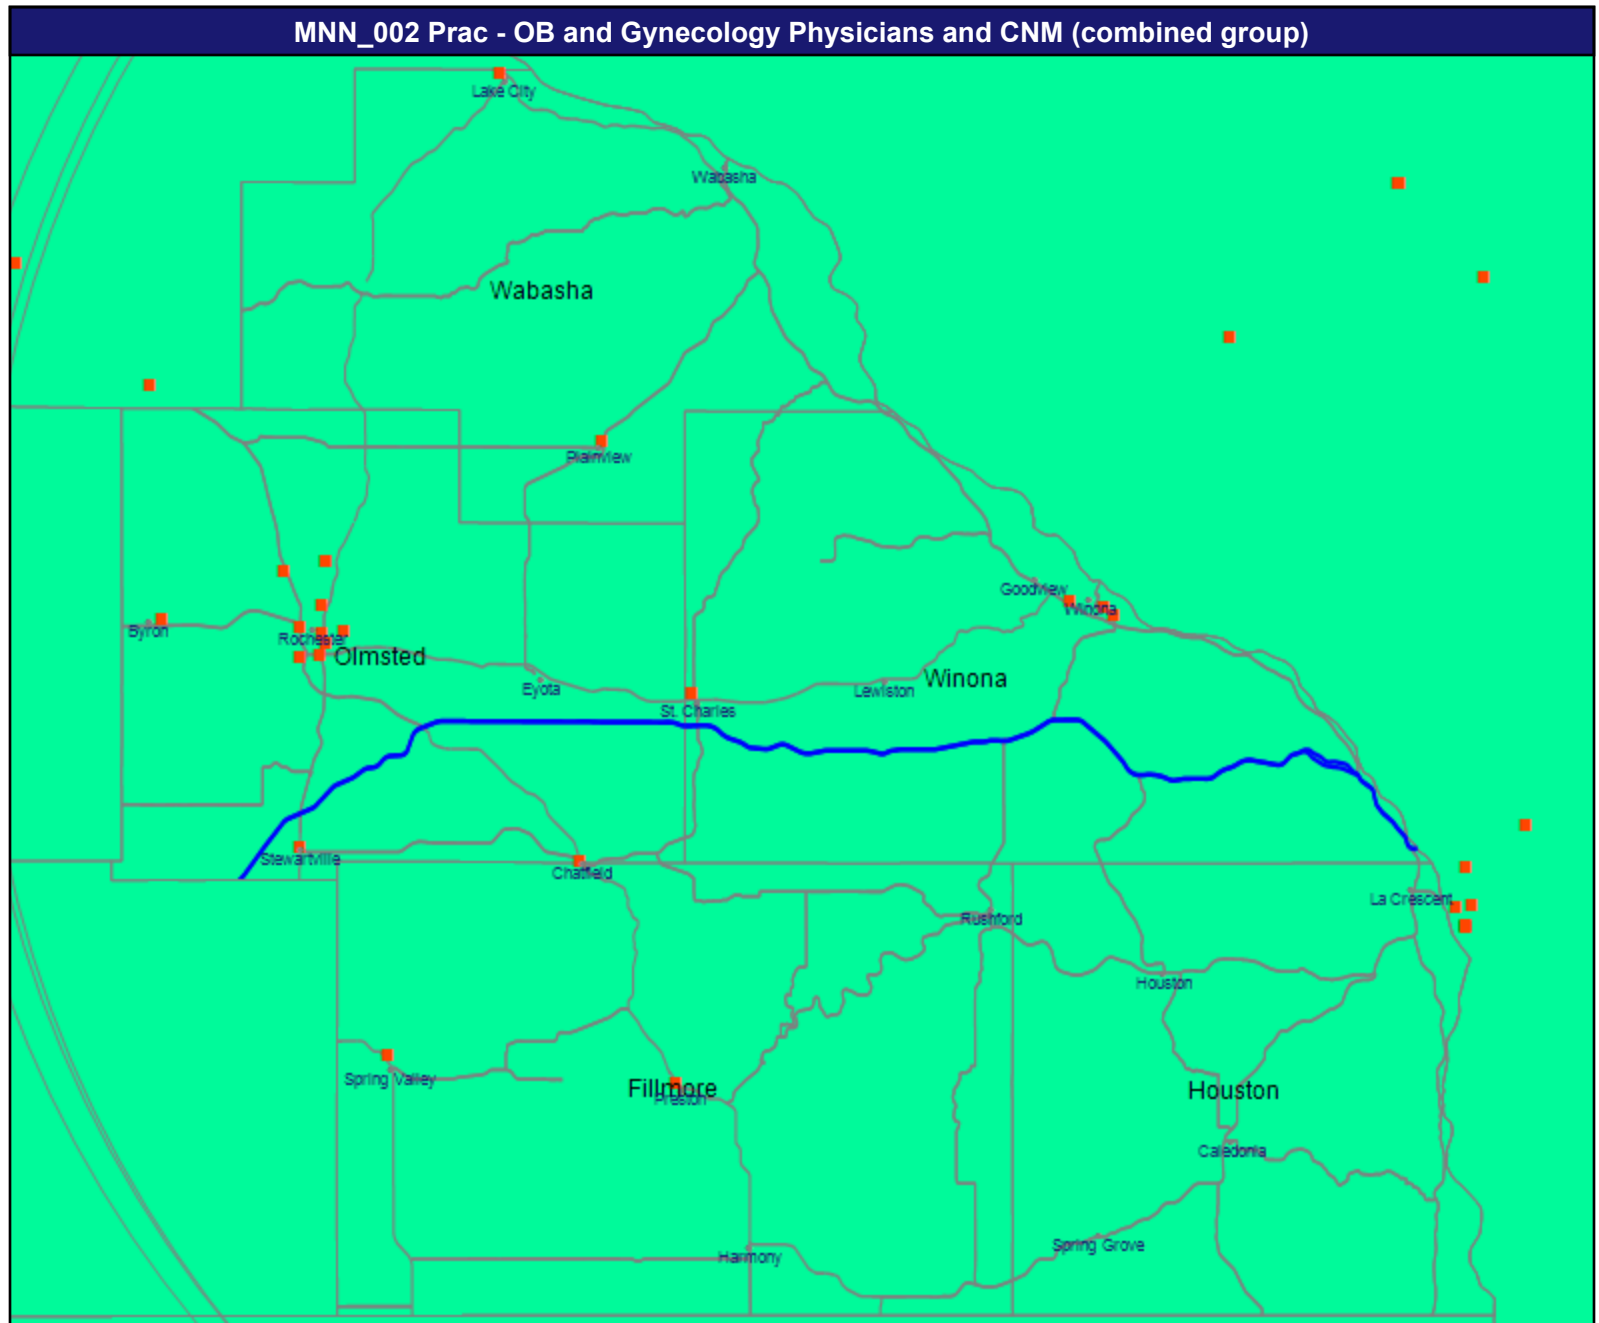 MNN_002 Prac - OB and Gynecology Physicians and CNM (combined group)
Lake City
Wabasha
Wabasha
Plainview
Goodview
Winona
Byron
Rochester
Olmsted
Eyota
Lewiston
Winona
St. Charles
Stewartville
Chatfield
La Crescent
Rushford
Houston
Spring Valley
Fillmore
Preston
Houston
Caledonia
Spring Grove
Harmony